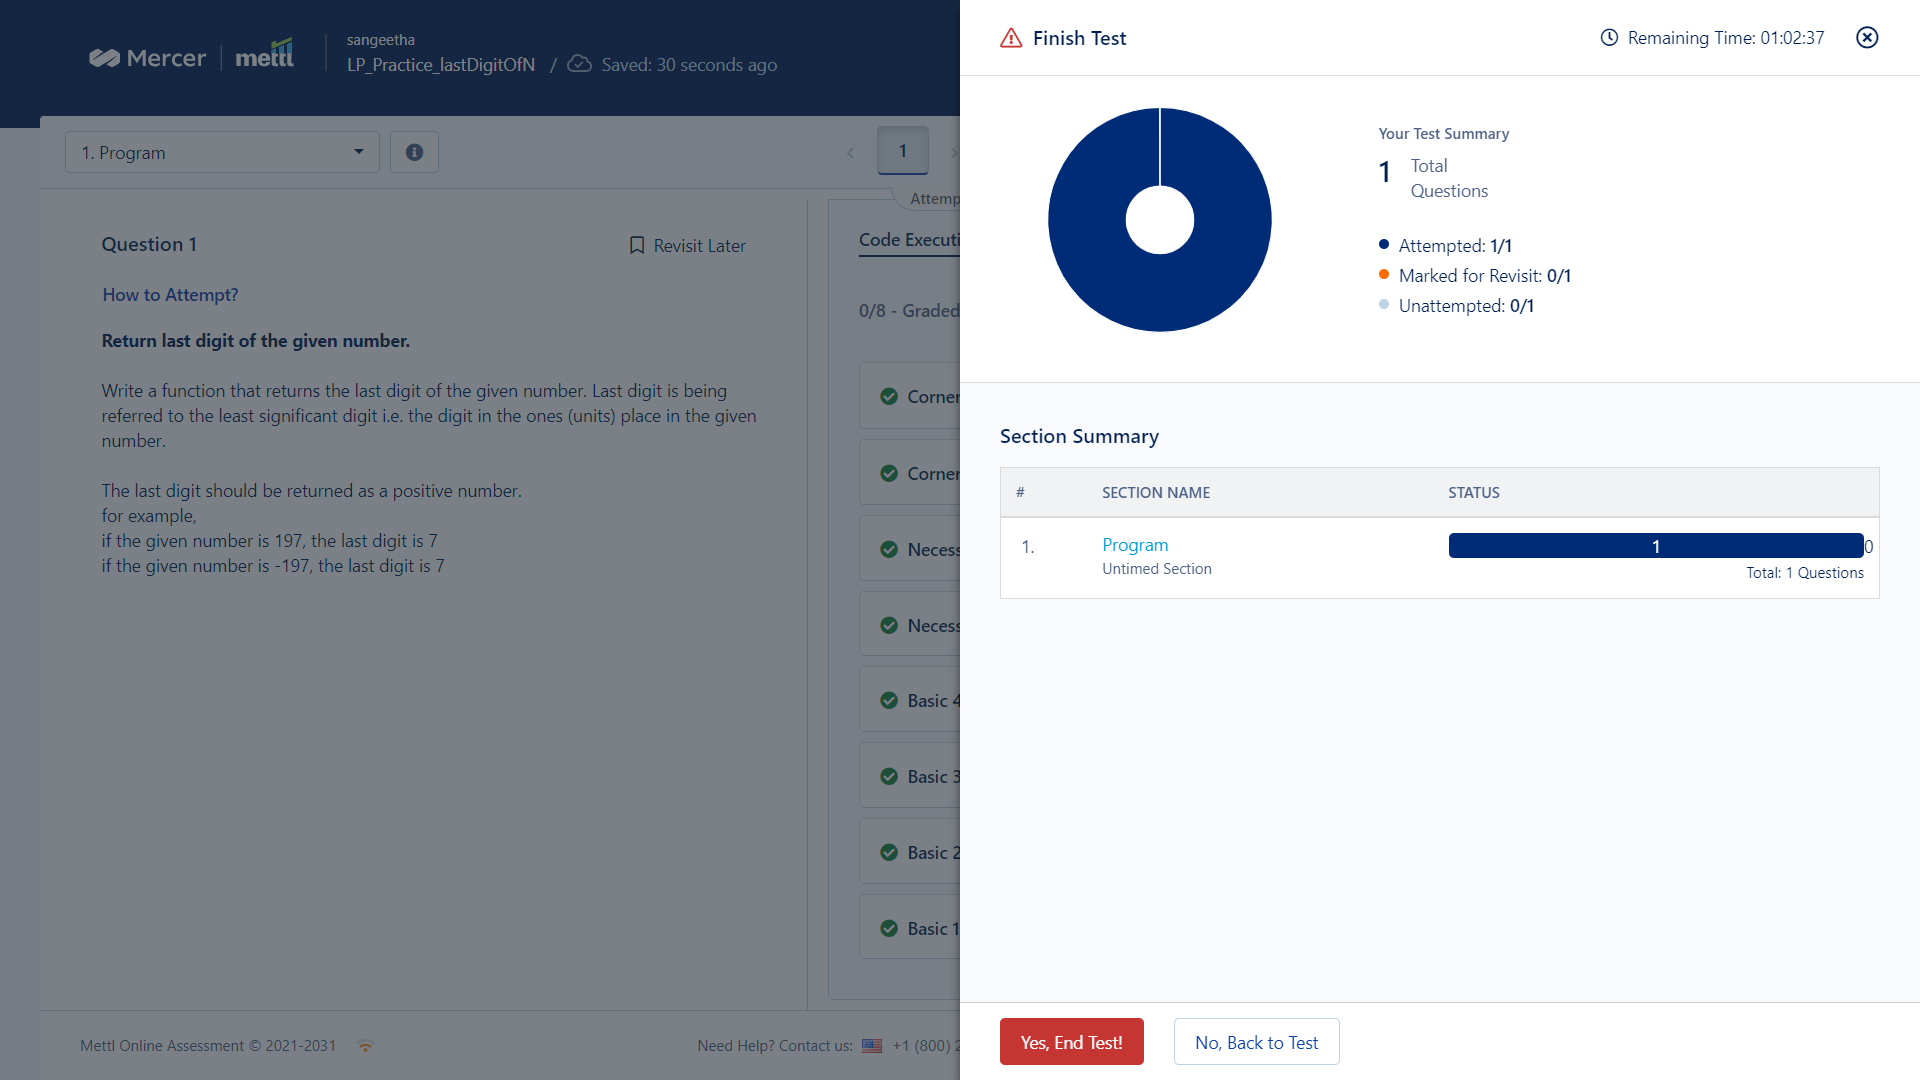 Mercer | mettl
sangeetha
LP_Practice_lastDigitOfN / Saved: 30 seconds ago
1. Program
1
Attemp
Question 1
Revisit Later
How to Attempt?
Return last digit of the given number.
Write a function that returns the last digit of the given number. Last digit is being
referred to the least significant digit i.e. the digit in the ones (units) place in the given
number.
The last digit should be returned as a positive number.
for example,
if the given number is 197, the last digit is 7
if the given number is -197, the last digit is 7
Code Executi
0/8 - Graded
Corner
Corner
Necess
Necess
Basic 4
Basic 3
Basic 2
Basic 1
Mettl Online Assessment © 2021-2031
Need Help? Contact us: +1 (800) 2
Finish Test
Remaining Time: 01:02:37
Your Test Summary
1 Total
Questions
Attempted: 1/1
Marked for Revisit: 0/1
Unattempted: 0/1
Section Summary
# SECTION NAME STATUS
1. Program 1 0
Untimed Section Total: 1 Questions
Yes, End Test!
No, Back to Test